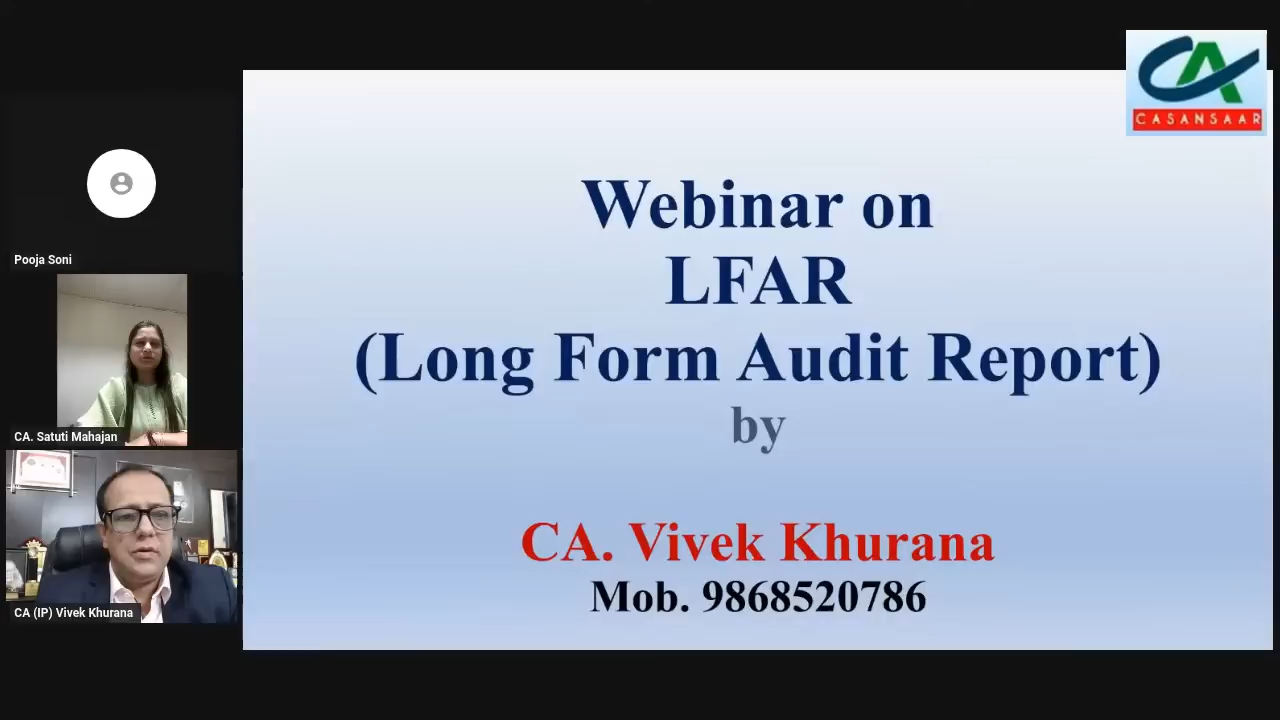 CASANSAAR
Webinar on
LFAR
(Long Form Audit Report)
by
CA. Vivek Khurana
Mob. 9868520786
Pooja Soni
CA. Satuti Mahajan
CA (IP) Vivek Khurana